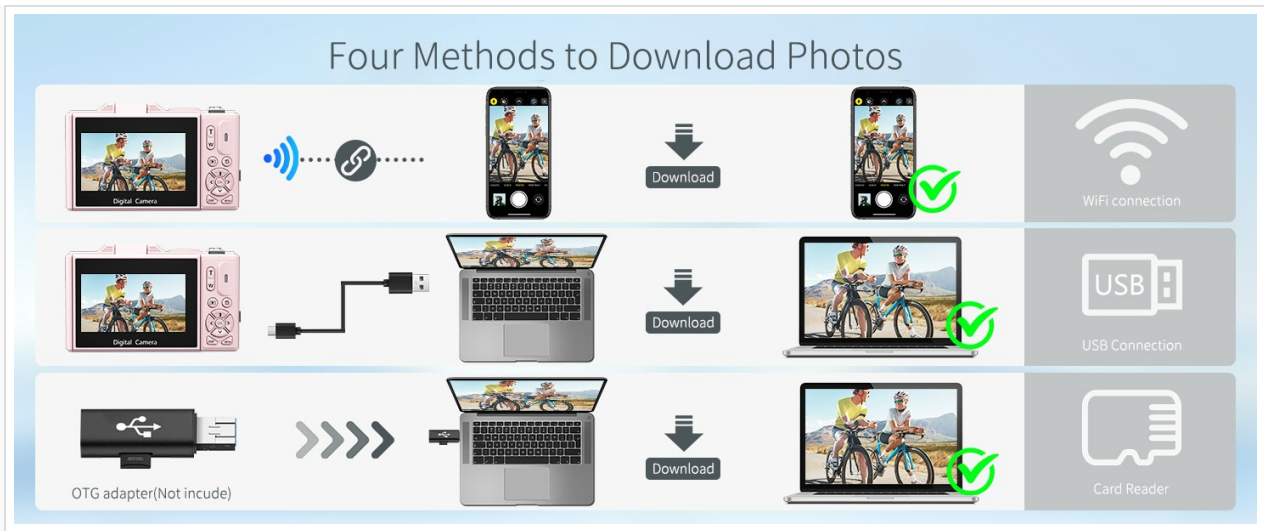 Four Methods to Download Photos
Digital Camera
Download
WiFi connection
Digital Camera
Download
USB
USB Connection
OTG adapter(Not incude)
Download
Card Reader